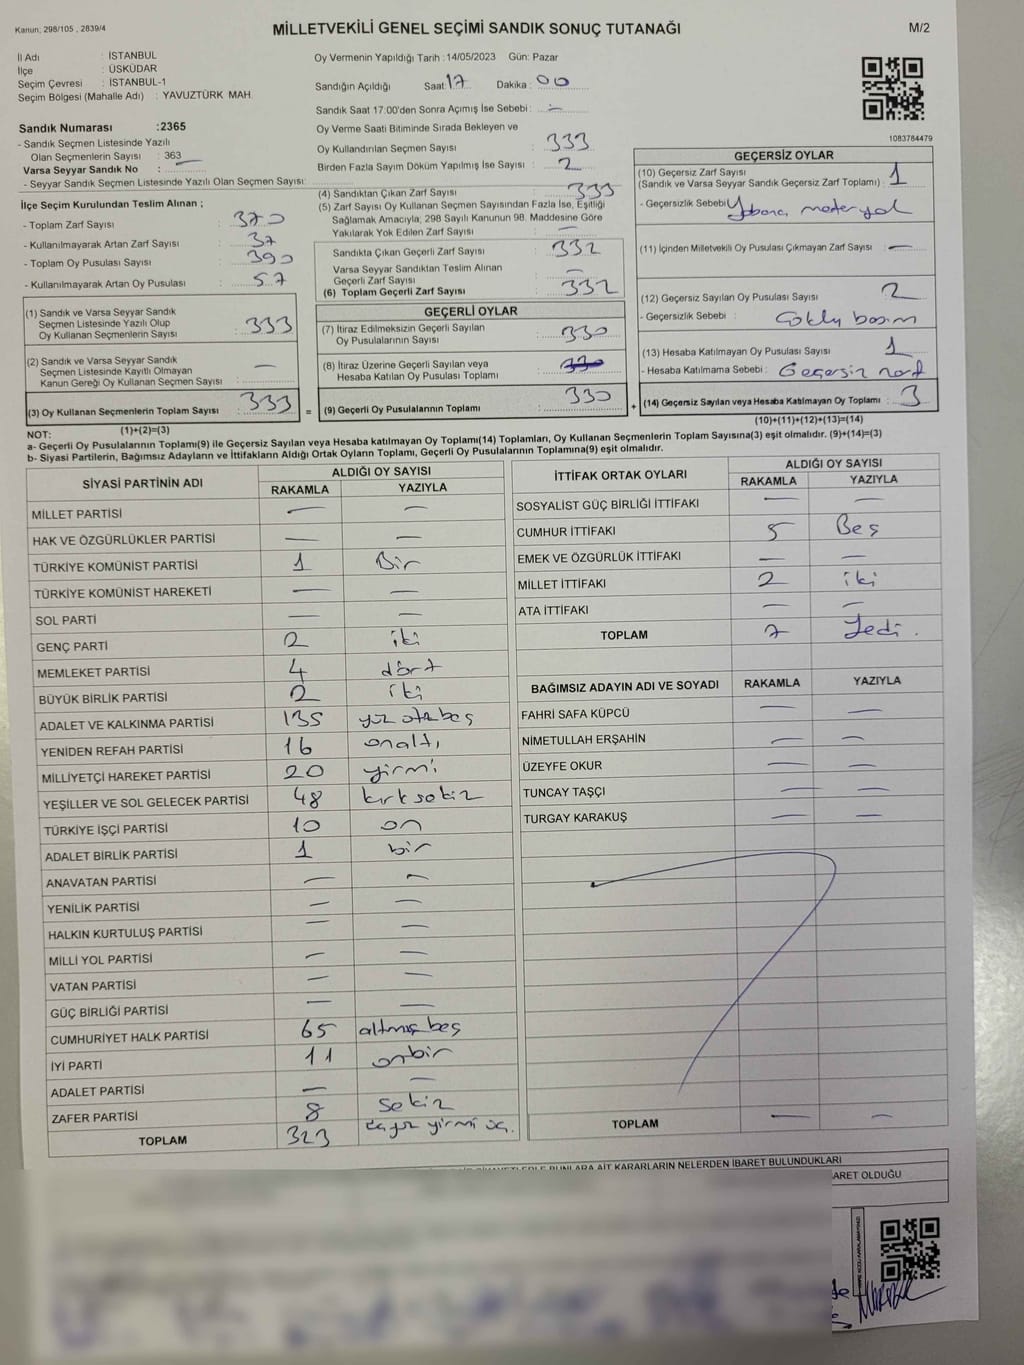 Kanun; 298/105 , 2839/4
MİLLETVEKİLİ GENEL SEÇİMİ SANDIK SONUÇ TUTANAĞI
M/2
İl Adı : İSTANBUL
İlçe : ÜSKÜDAR
Seçim Çevresi : İSTANBUL-1
Seçim Bölgesi (Mahalle Adı) : YAVUZTÜRK MAH.
Sandık Numarası :2365
- Sandık Seçmen Listesinde Yazılı
Olan Seçmenlerin Sayısı : 363
Varsa Seyyar Sandık No :
- Seyyar Sandık Seçmen Listesinde Yazılı Olan Seçmen Sayısı:
İlçe Seçim Kurulundan Teslim Alınan ;
- Toplam Zarf Sayısı : 370
- Kullanılmayarak Artan Zarf Sayısı : 37
- Toplam Oy Pusulası Sayısı : 390
- Kullanılmayarak Artan Oy Pusulası : 57
Oy Vermenin Yapıldığı Tarih :14/05/2023 Gün: Pazar
Sandığın Açıldığı Saat: 17 Dakika : 00
Sandık Saat 17:00'den Sonra Açımış İse Sebebi : —
Oy Verme Saati Bitiminde Sırada Bekleyen ve
Oy Kullandırılan Seçmen Sayısı : 333
Birden Fazla Sayım Döküm Yapılmış İse Sayısı : 2
(4) Sandıktan Çıkan Zarf Sayısı : 333
(5) Zarf Sayısı Oy Kullanan Seçmen Sayısından Fazla İse, Eşitliği
Sağlamak Amacıyla, 298 Sayılı Kanunun 98. Maddesine Göre
Yakılarak Yok Edilen Zarf Sayısı : —
Sandıkta Çıkan Geçerli Zarf Sayısı : 332
Varsa Seyyar Sandıktan Teslim Alınan
Geçerli Zarf Sayısı : —
(6) Toplam Geçerli Zarf Sayısı : 332
1083784479
GEÇERSİZ OYLAR
(10) Geçersiz Zarf Sayısı
(Sandık ve Varsa Seyyar Sandık Geçersiz Zarf Toplamı) : 1
- Geçersizlik Sebebi : Yabancı materyal
(11) İçinden Milletvekili Oy Pusulası Çıkmayan Zarf Sayısı : —
(12) Geçersiz Sayılan Oy Pusulası Sayısı : 2
- Geçersizlik Sebebi : Çoklu basım
(13) Hesaba Katılmayan Oy Pusulası Sayısı : 1
- Hesaba Katılmama Sebebi : Geçersiz zarf
(14) Geçersiz Sayılan veya Hesaba Katılmayan Oy Toplamı : 3
(10)+(11)+(12)+(13)=(14)
(1) Sandık ve Varsa Seyyar Sandık
Seçmen Listesinde Yazılı Olup
Oy Kullanan Seçmenlerin Sayısı : 333
(2) Sandık ve Varsa Seyyar Sandık
Seçmen Listesinde Kayıtlı Olmayan
Kanun Gereği Oy Kullanan Seçmen Sayısı : —
(3) Oy Kullanan Seçmenlerin Toplam Sayısı : 333 =
(1)+(2)=(3)
GEÇERLİ OYLAR
(7) İtiraz Edilmeksizin Geçerli Sayılan
Oy Pusulalarının Sayısı : 330
(8) İtiraz Üzerine Geçerli Sayılan veya
Hesaba Katılan Oy Pusulası Toplamı : 330
(9) Geçerli Oy Pusulalarının Toplamı : 330 +
NOT:
a- Geçerli Oy Pusulalarının Toplamı(9) ile Geçersiz Sayılan veya Hesaba katılmayan Oy Toplamı(14) Toplamları, Oy Kullanan Seçmenlerin Toplam Sayısına(3) eşit olmalıdır. (9)+(14)=(3)
b- Siyasi Partilerin, Bağımsız Adayların ve İttifakların Aldığı Ortak Oyların Toplamı, Geçerli Oy Pusulalarının Toplamına(9) eşit olmalıdır.
SİYASİ PARTİNİN ADI ALDIĞI OY SAYISI
RAKAMLA YAZIYLA
MİLLET PARTİSİ — —
HAK VE ÖZGÜRLÜKLER PARTİSİ — —
TÜRKİYE KOMÜNİST PARTİSİ 1 Bir
TÜRKİYE KOMÜNİST HAREKETİ — —
SOL PARTİ — —
GENÇ PARTİ 2 iki
MEMLEKET PARTİSİ 4 dört
BÜYÜK BİRLİK PARTİSİ 2 iki
ADALET VE KALKINMA PARTİSİ 135 yüz otuzbeş
YENİDEN REFAH PARTİSİ 16 onaltı
MİLLİYETÇİ HAREKET PARTİSİ 20 yirmi
YEŞİLLER VE SOL GELECEK PARTİSİ 48 kırksekiz
TÜRKİYE İŞÇİ PARTİSİ 10 on
ADALET BİRLİK PARTİSİ 1 bir
ANAVATAN PARTİSİ — —
YENİLİK PARTİSİ — —
HALKIN KURTULUŞ PARTİSİ — —
MİLLİ YOL PARTİSİ — —
VATAN PARTİSİ — —
GÜÇ BİRLİĞİ PARTİSİ — —
CUMHURİYET HALK PARTİSİ 65 altmışbeş
İYİ PARTİ 11 onbir
ADALET PARTİSİ — —
ZAFER PARTİSİ 8 sekiz
TOPLAM 323 üçyüz yirmi üç.
İTTİFAK ORTAK OYLARI ALDIĞI OY SAYISI
RAKAMLA YAZIYLA
SOSYALİST GÜÇ BİRLİĞİ İTTİFAKI — —
CUMHUR İTTİFAKI 5 Beş
EMEK VE ÖZGÜRLÜK İTTİFAKI — —
MİLLET İTTİFAKI 2 iki
ATA İTTİFAKI — —
TOPLAM 7 Yedi.
BAĞIMSIZ ADAYIN ADI VE SOYADI RAKAMLA YAZIYLA
FAHRİ SAFA KÜPCÜ — —
NİMETULLAH ERŞAHİN — —
ÜZEYFE OKUR — —
TUNCAY TAŞÇI — —
TURGAY KARAKUŞ — —
TOPLAM — —
BUNLARA AİT KARARLARIN NELERDEN İBARET BULUNDUKLARI
OLDUĞU